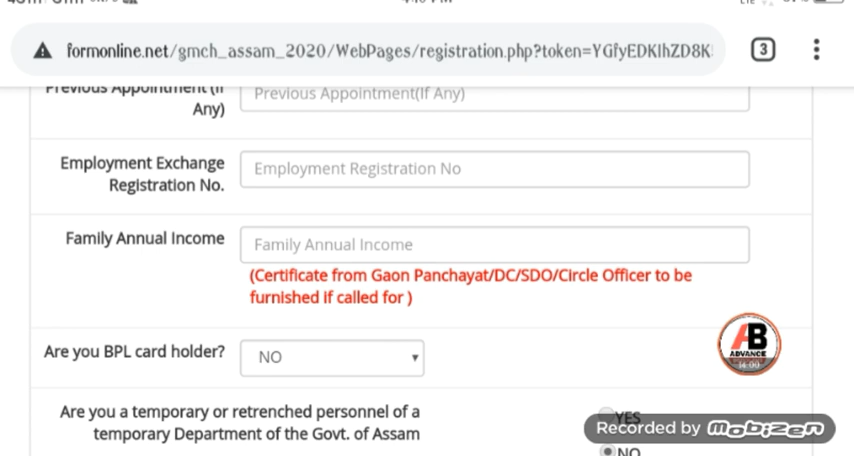 formonline.net/gmch_assam_2020/WebPages/registration.php?token=YGfyEDKIhZD8K
3
Previous Appointment (If Any)
Previous Appointment(If Any)
Employment Exchange Registration No.
Employment Registration No
Family Annual Income
Family Annual Income
(Certificate from Gaon Panchayat/DC/SDO/Circle Officer to be
furnished if called for )
AB
ADVANCE
14:00
Are you BPL card holder?
NO
Are you a temporary or retrenched personnel of a
temporary Department of the Govt. of Assam
YES
NO
Recorded by mobizen